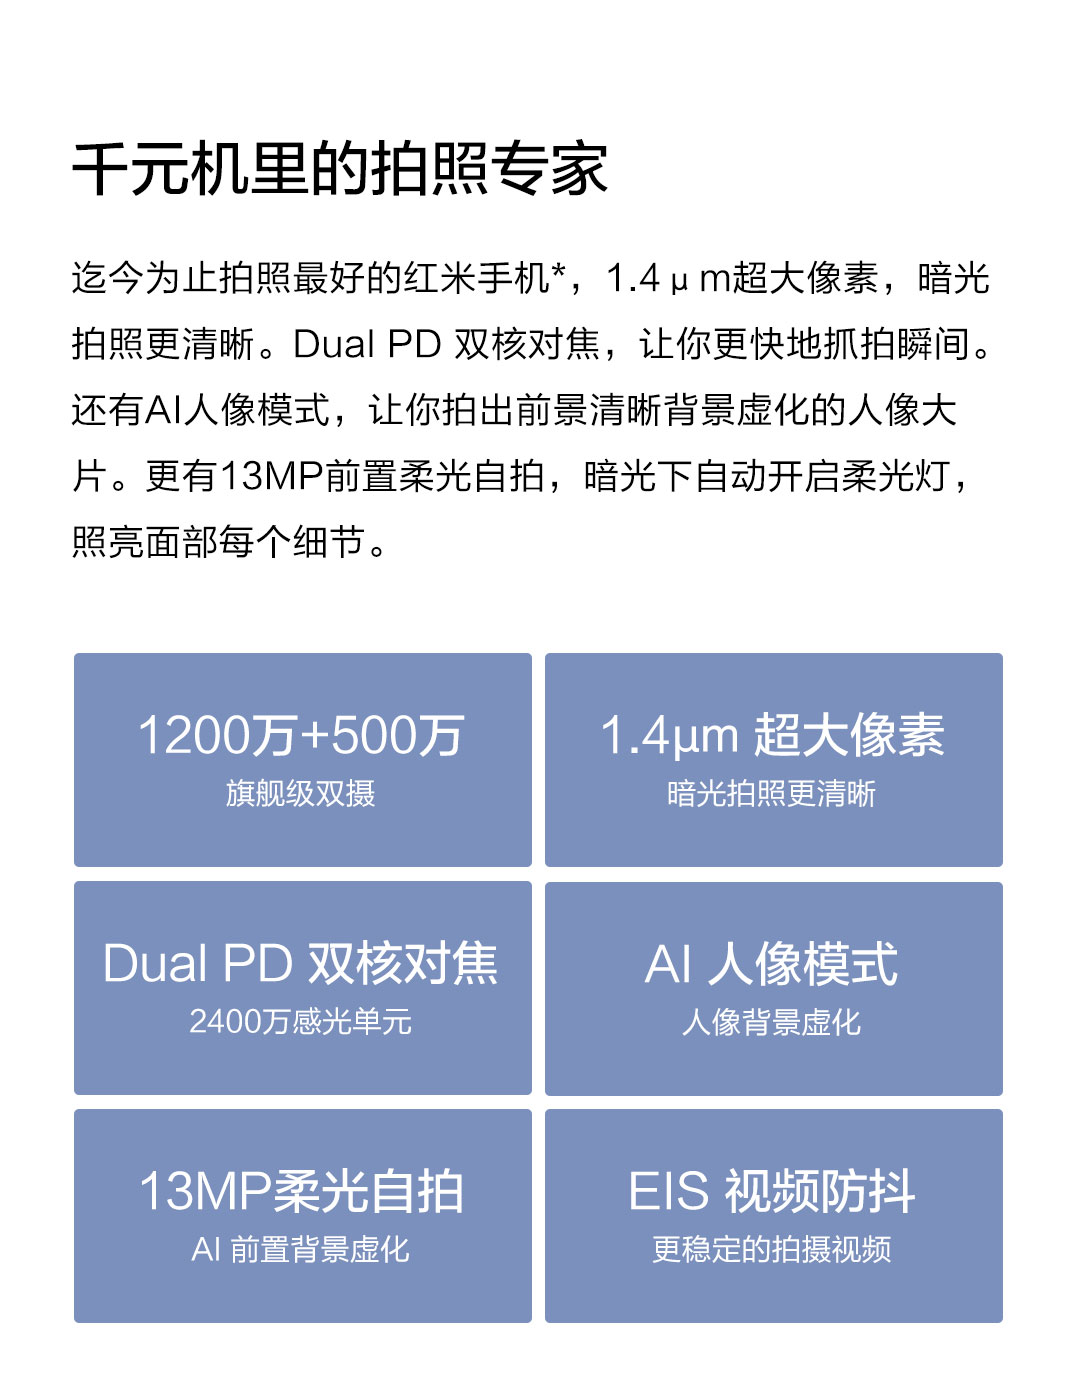 千元机里的拍照专家
迄今为止拍照最好的红米手机*，1.4μm超大像素，暗光
拍照更清晰。Dual PD 双核对焦，让你更快地抓拍瞬间。
还有AI人像模式，让你拍出前景清晰背景虚化的人像大
片。更有13MP前置柔光自拍，暗光下自动开启柔光灯，
照亮面部每个细节。
1200万+500万
旗舰级双摄
1.4μm 超大像素
暗光拍照更清晰
Dual PD 双核对焦
2400万感光单元
AI 人像模式
人像背景虚化
13MP柔光自拍
AI 前置背景虚化
EIS 视频防抖
更稳定的拍摄视频